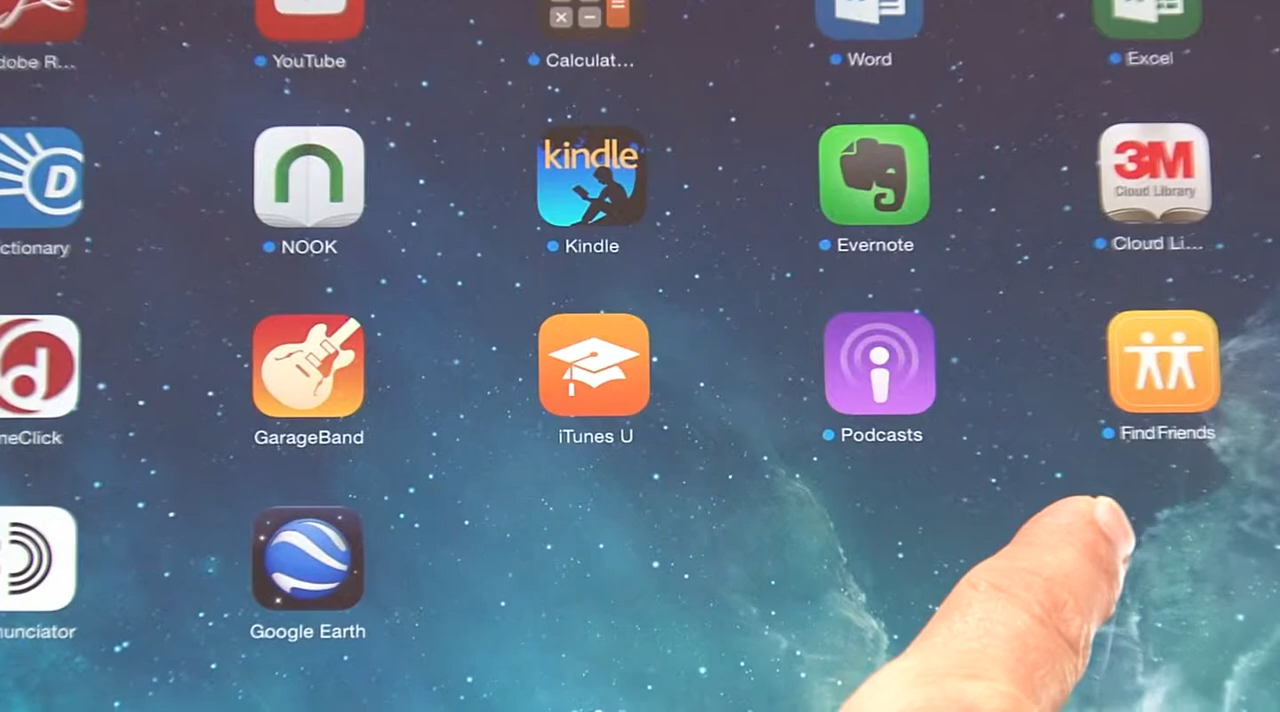 dobe R...
YouTube
Calculat...
Word
Excel
D
n
kindle
3M
Cloud Library
ctionary
NOOK
Kindle
Evernote
Cloud Li...
d
neClick
GarageBand
iTunes U
Podcasts
Find Friends
nunciator
Google Earth